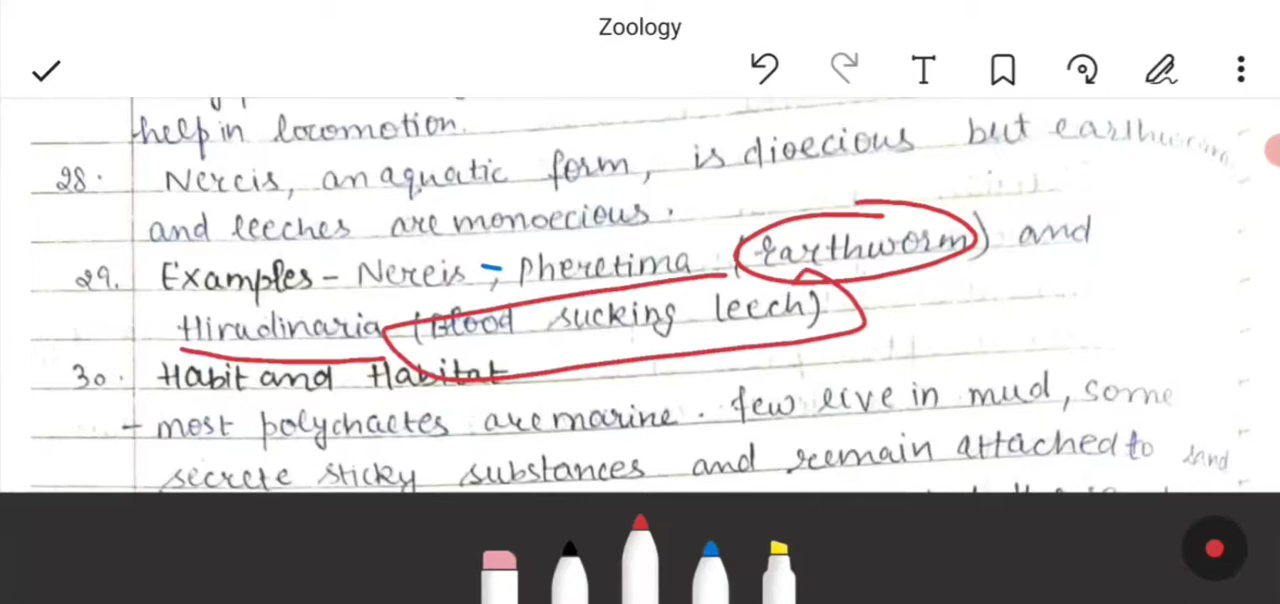 Zoology
T
help in locomotion.
28. Nereis, an aquatic form, is dioecious but earthworm
and leeches are monoecious.
29. Examples - Nereis, Pheretima (Earthworm) and
Hirudinaria (Blood sucking leech)
30. Habit and Habitat
- most polychaetes are marine. few live in mud, some
secrete sticky substances and remain attached to sand